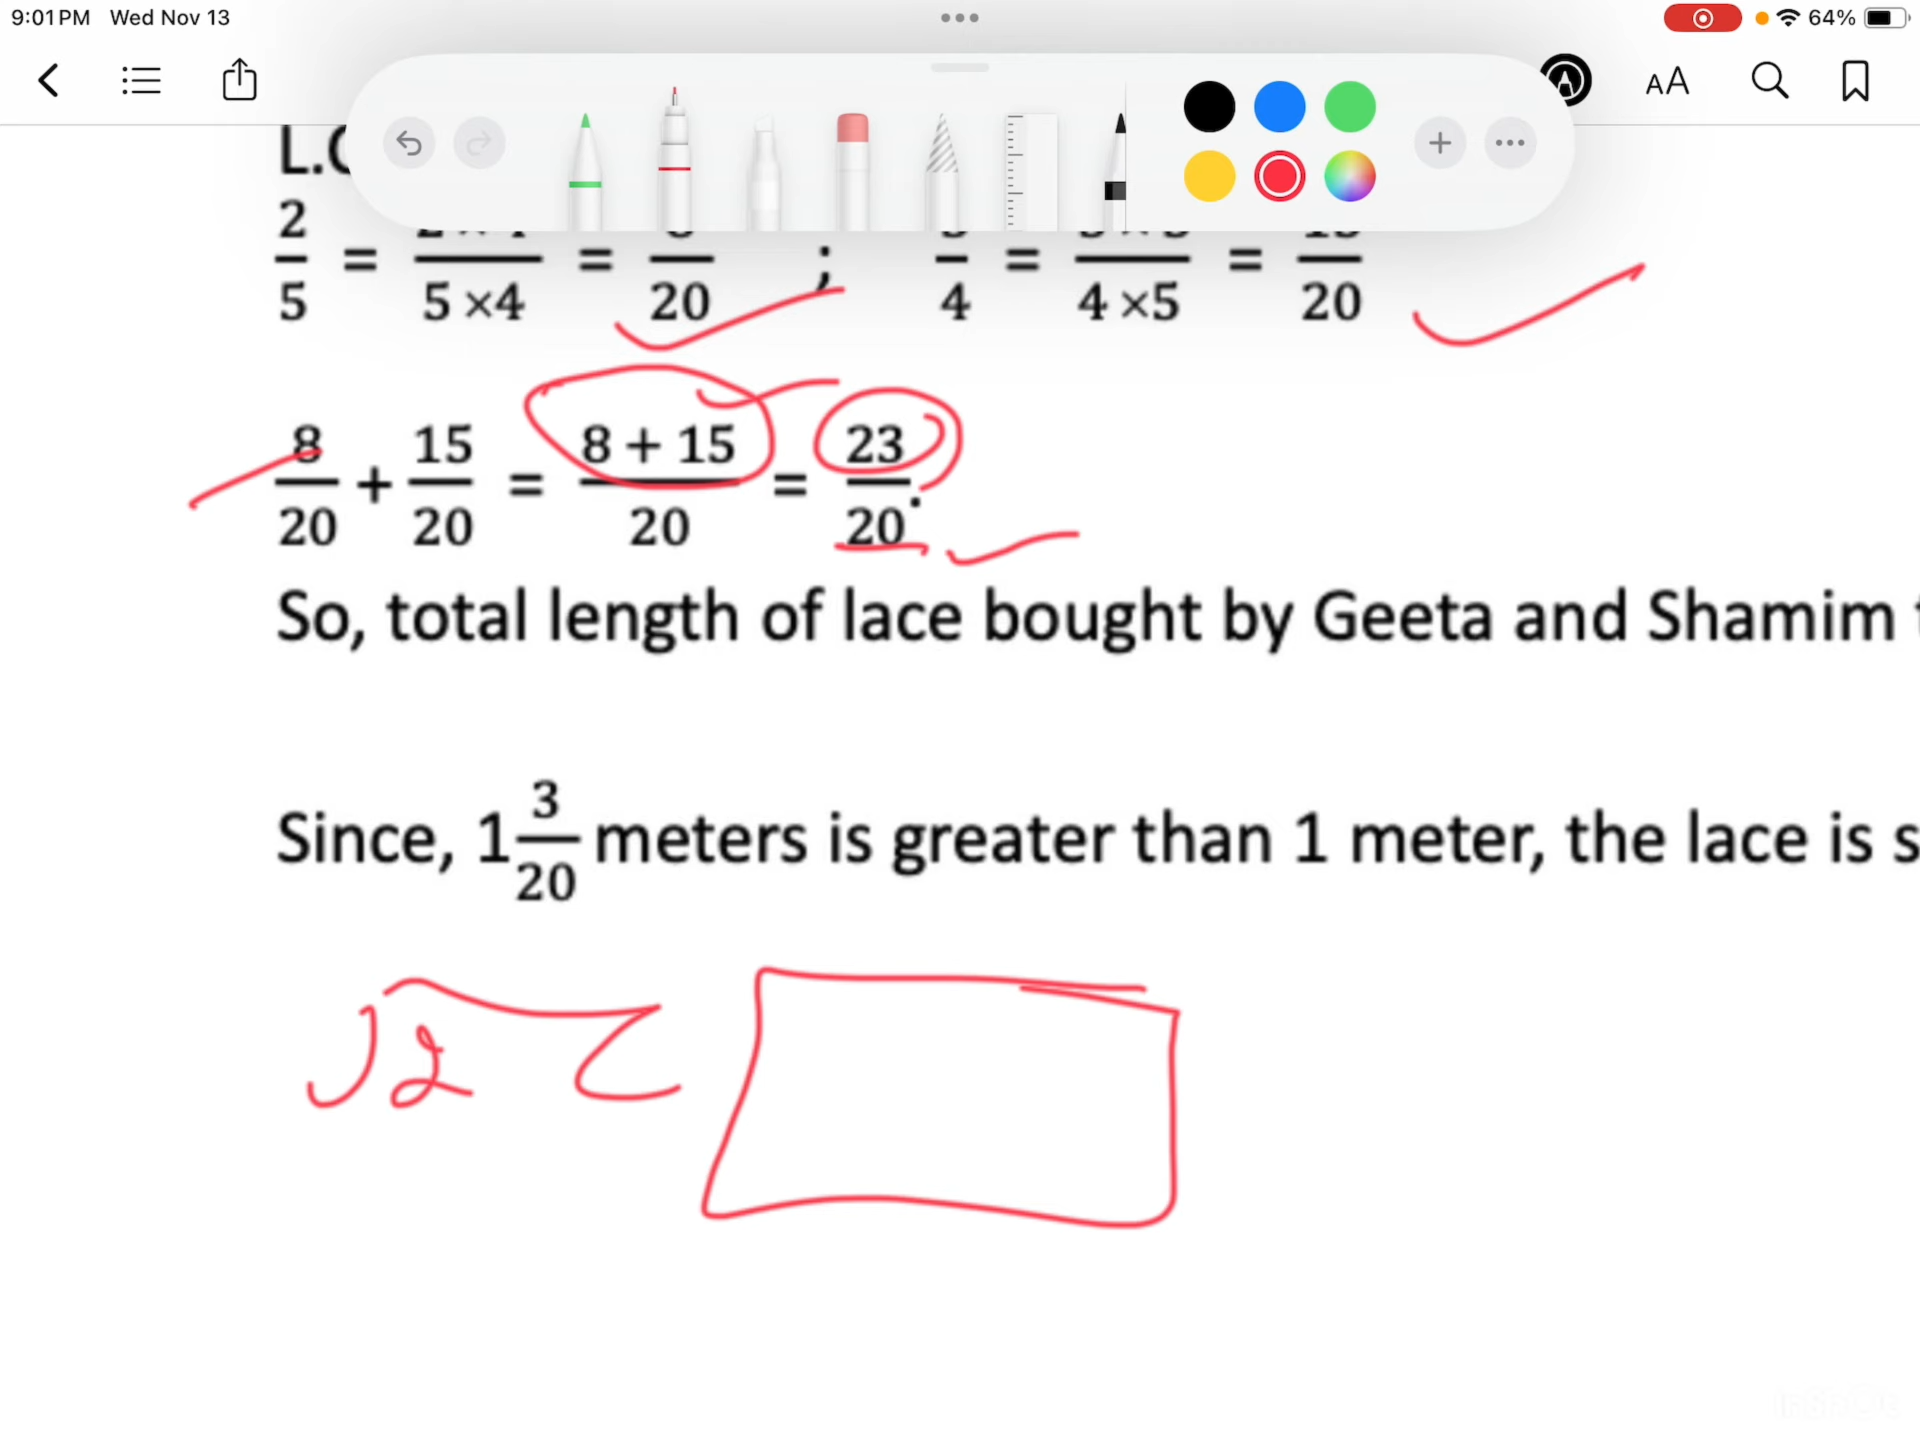 9:01 PM Wed Nov 13 64%
AA
2/5 = /5 ×4 = /20 ; /4 = /4 ×5 = /20
8/20 + 15/20 = 8 + 15/20 = 23/20.
So, total length of lace bought by Geeta and Shamim
Since, 1 3/20 meters is greater than 1 meter, the lace is s
√2